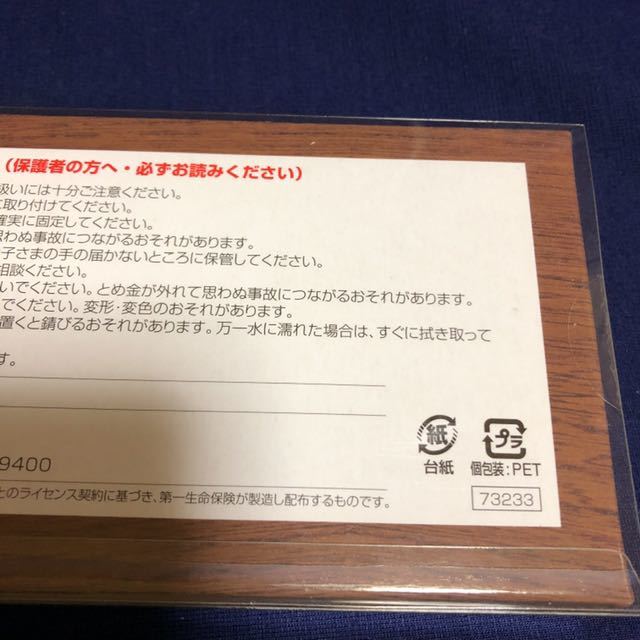 （保護者の方へ・必ずお読みください）
扱いには十分ご注意ください。
に取り付けてください。
確実に固定してください。
思わぬ事故につながるおそれがあります。
子さまの手の届かないところに保管してください。
相談ください。
いでください。とめ金が外れて思わぬ事故につながるおそれがあります。
でください。変形・変色のおそれがあります。
置くと錆びるおそれがあります。万一水に濡れた場合は、すぐに拭き取って
す。
紙
台紙
プラ
個包装：PET
9400
とのライセンス契約に基づき、第一生命保険が製造し配布するものです。
73233